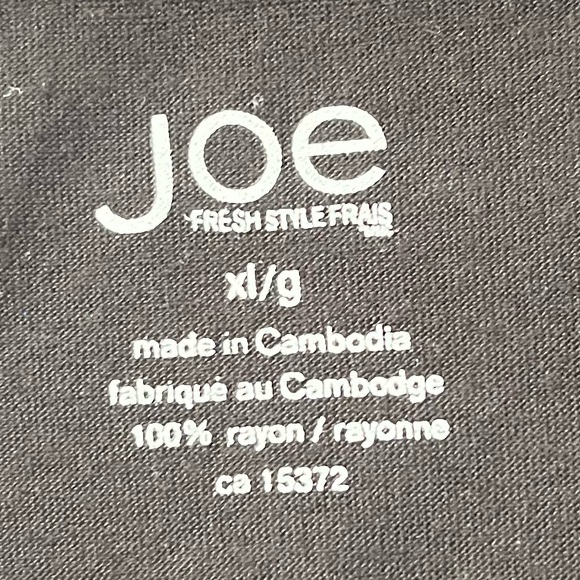 Joe
FRESH STYLE FRAIS
xl/g
made in Cambodia
fabriqué au Cambodge
100% rayon / rayonne
ca 15372